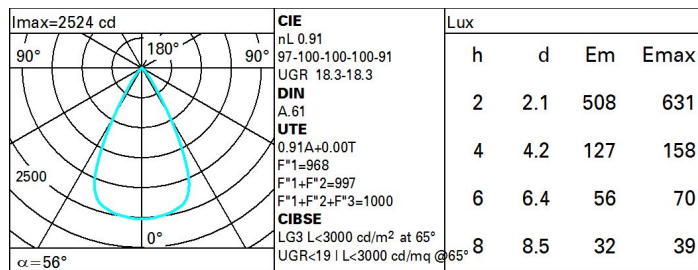 Imax=2524 cd
90°
180°
90°
2500
0°
α=56°
CIE
nL 0.91
97-100-100-100-91
UGR 18.3-18.3
DIN
A.61
UTE
0.91A+0.00T
F"1=968
F"1+F"2=997
F"1+F"2+F"3=1000
CIBSE
LG3 L<3000 cd/m² at 65°
UGR<19 | L<3000 cd/mq @65°
Lux
h d Em Emax
2 2.1 508 631
4 4.2 127 158
6 6.4 56 70
8 8.5 32 39